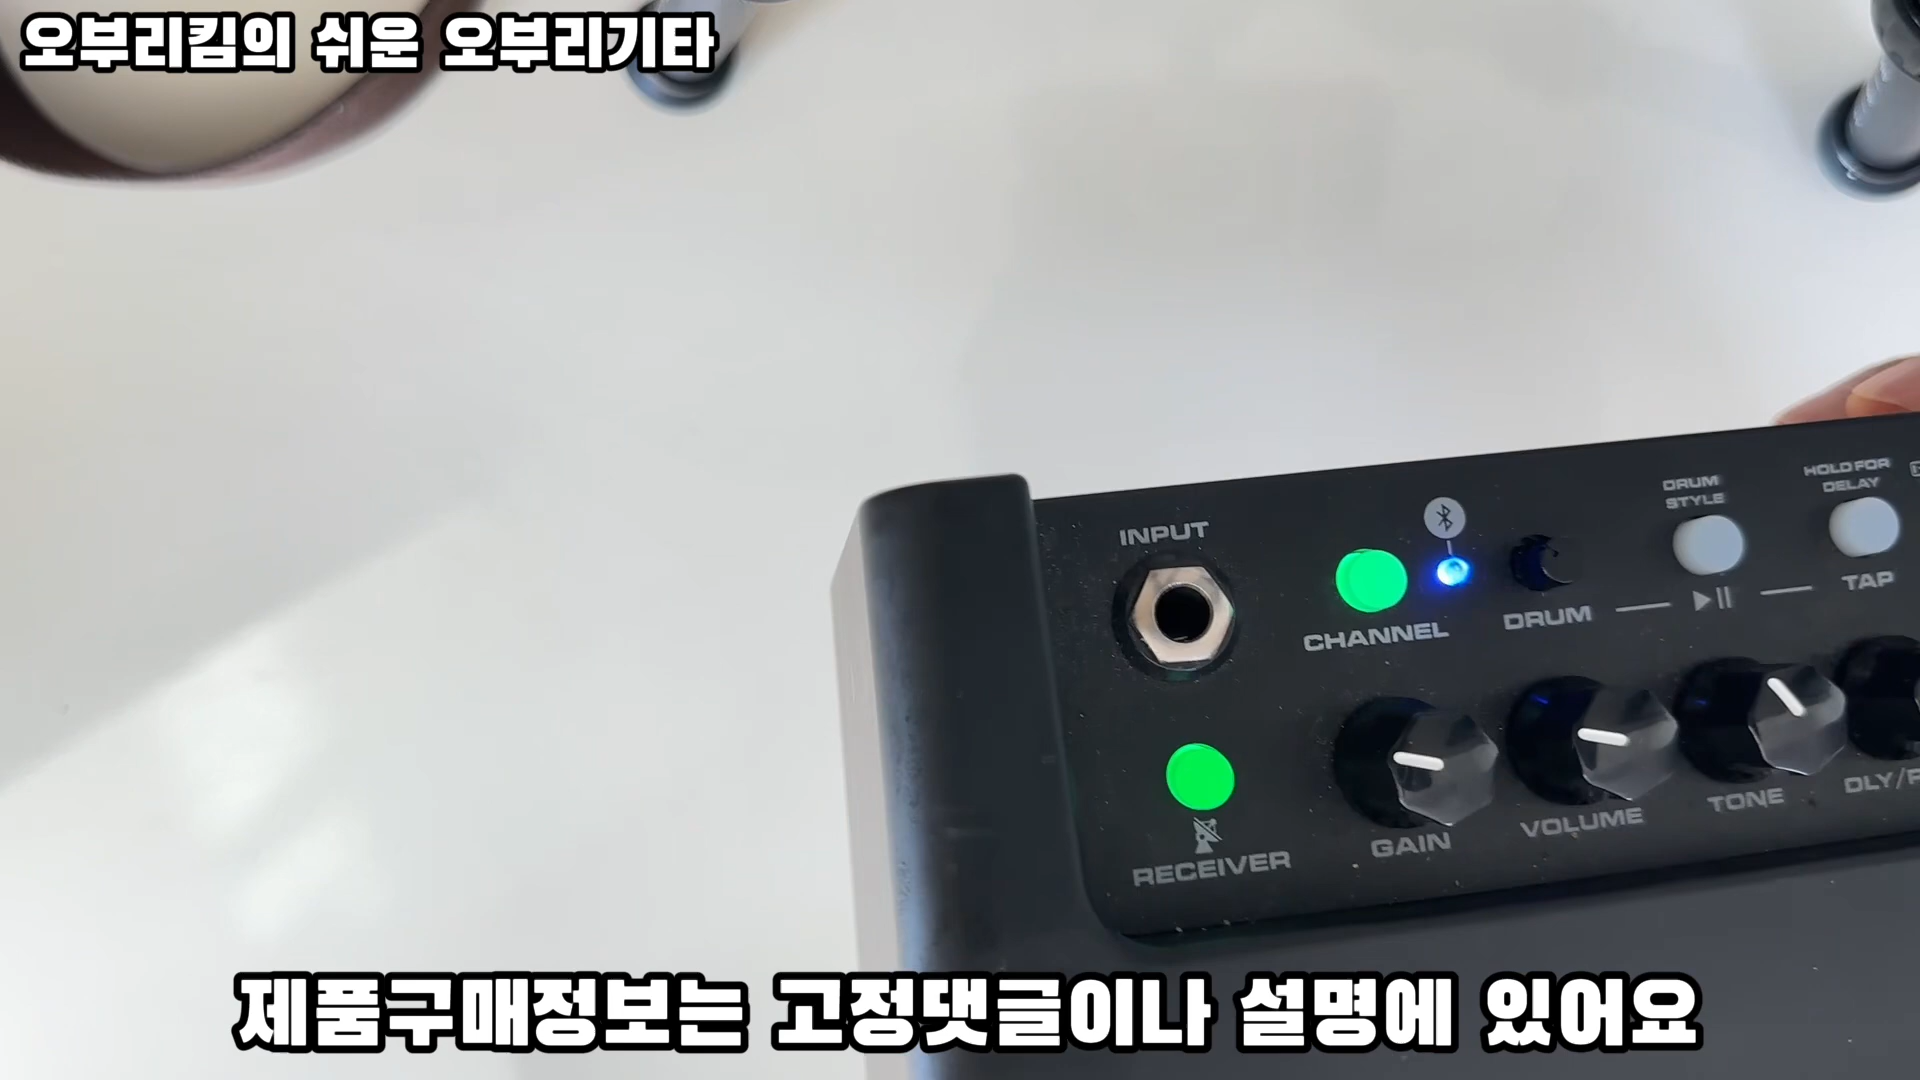 오부리킴의 쉬운 오부리기타
HOLD FOR
DELAY
DRUM
STYLE
INPUT
TAP
DRUM
CHANNEL
DLY/
TONE
VOLUME
GAIN
RECEIVER
제품구매정보는 고정댓글이나 설명에 있어요